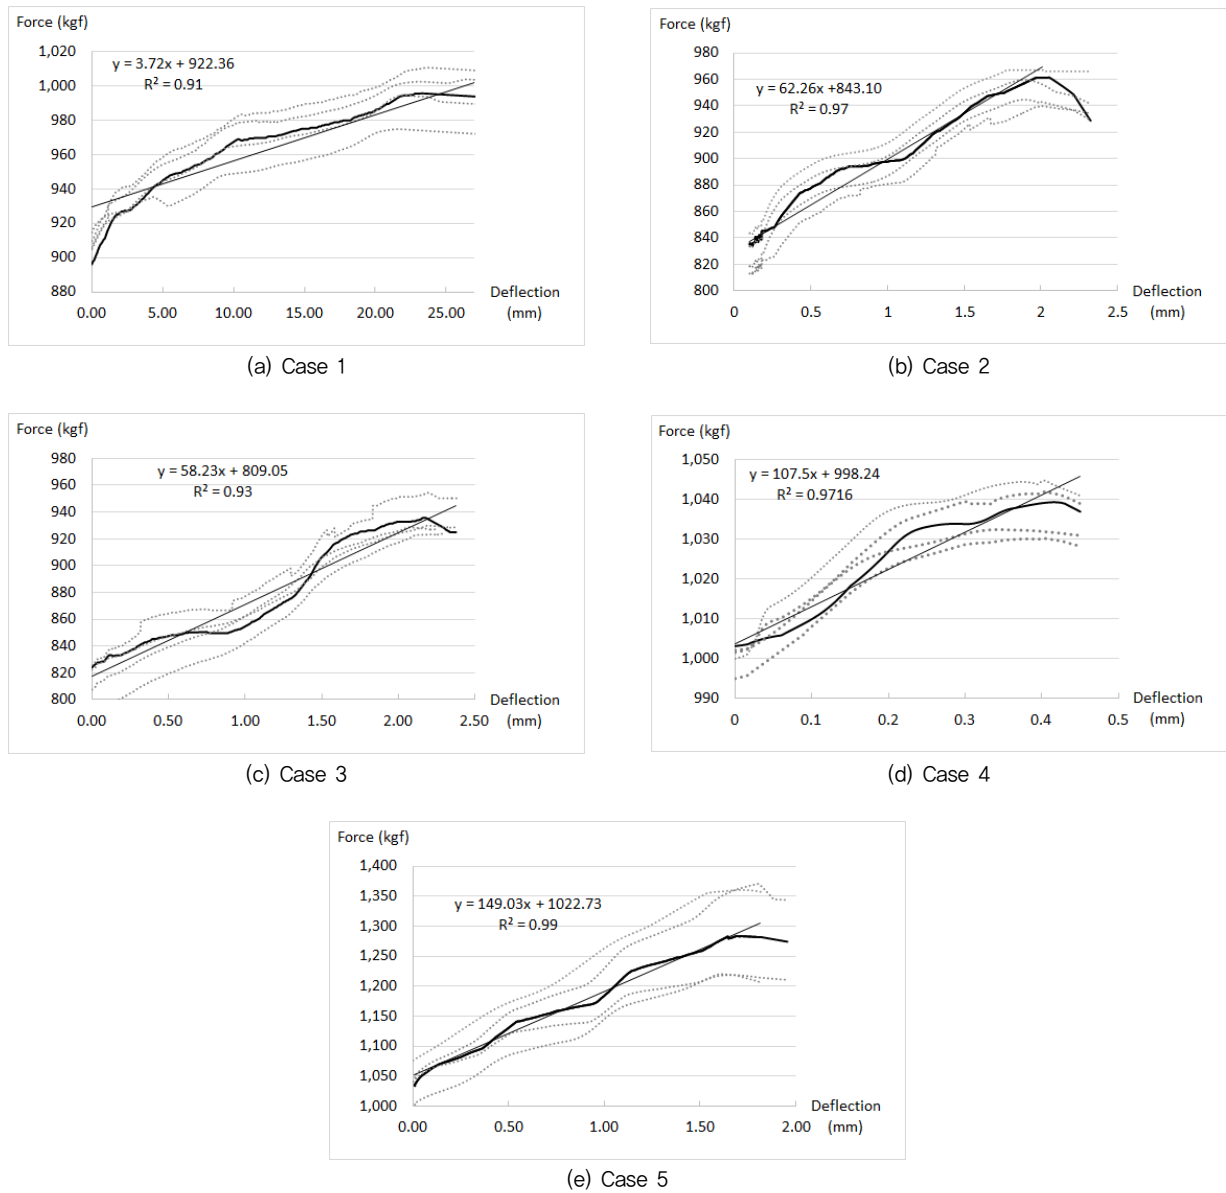 Force (kgf)
1,020
1,000
980
960
940
920
900
880
y = 3.72x + 922.36
R² = 0.91
0.00 5.00 10.00 15.00 20.00 25.00
Deflection
(mm)
(a) Case 1
Force (kgf)
980
960
940
920
900
880
860
840
820
800
y = 62.26x +843.10
R² = 0.97
0 0.5 1 1.5 2 2.5
Deflection
(mm)
(b) Case 2
Force (kgf)
980
960
940
920
900
880
860
840
820
800
y = 58.23x + 809.05
R² = 0.93
0.00 0.50 1.00 1.50 2.00 2.50
Deflection
(mm)
(c) Case 3
Force (kgf)
1,050
1,040
1,030
1,020
1,010
1,000
990
y = 107.5x + 998.24
R² = 0.9716
0 0.1 0.2 0.3 0.4 0.5
Deflection
(mm)
(d) Case 4
Force (kgf)
1,400
1,350
1,300
1,250
1,200
1,150
1,100
1,050
1,000
y = 149.03x + 1022.73
R² = 0.99
0.00 0.50 1.00 1.50 2.00
Deflection
(mm)
(e) Case 5